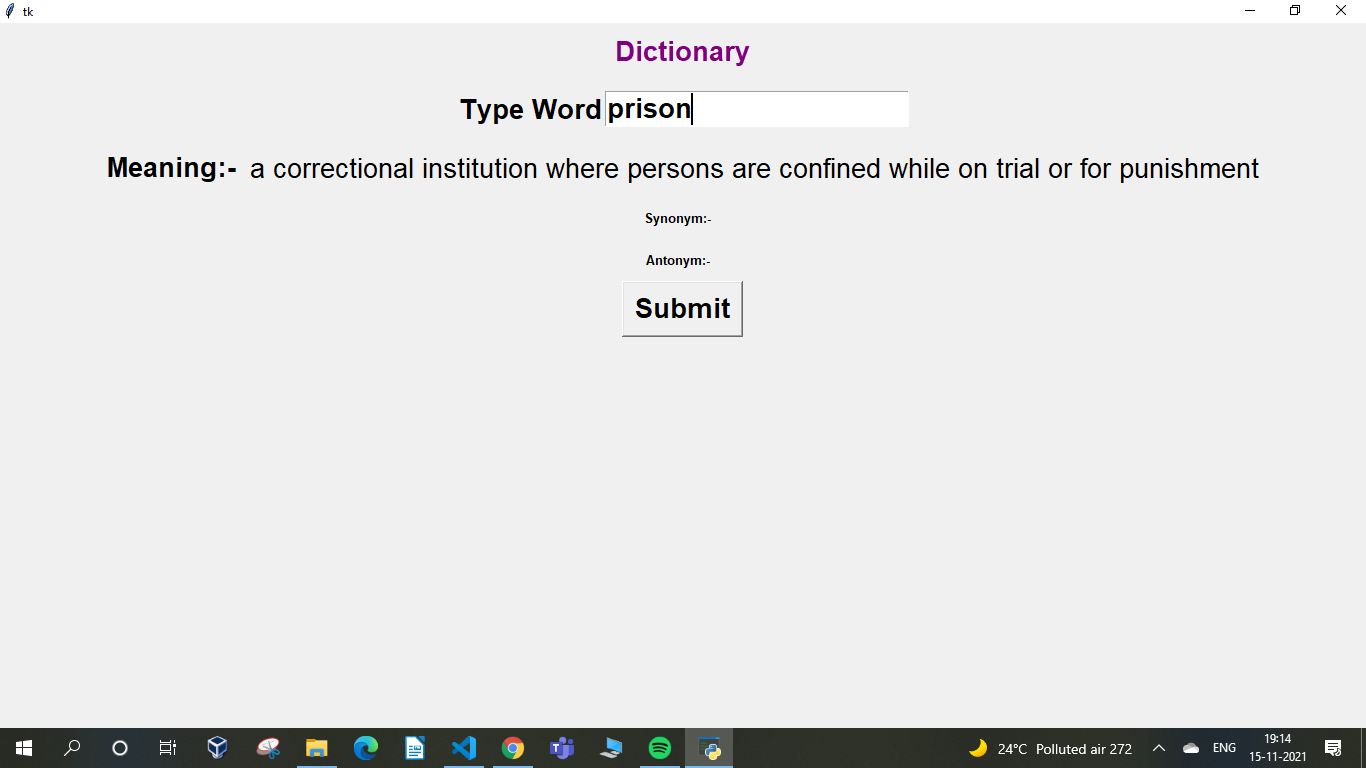 tk
Dictionary
Type Word prison
Meaning:- a correctional institution where persons are confined while on trial or for punishment
Synonym:-
Antonym:-
Submit
24°C Polluted air 272
ENG
19:14
15-11-2021